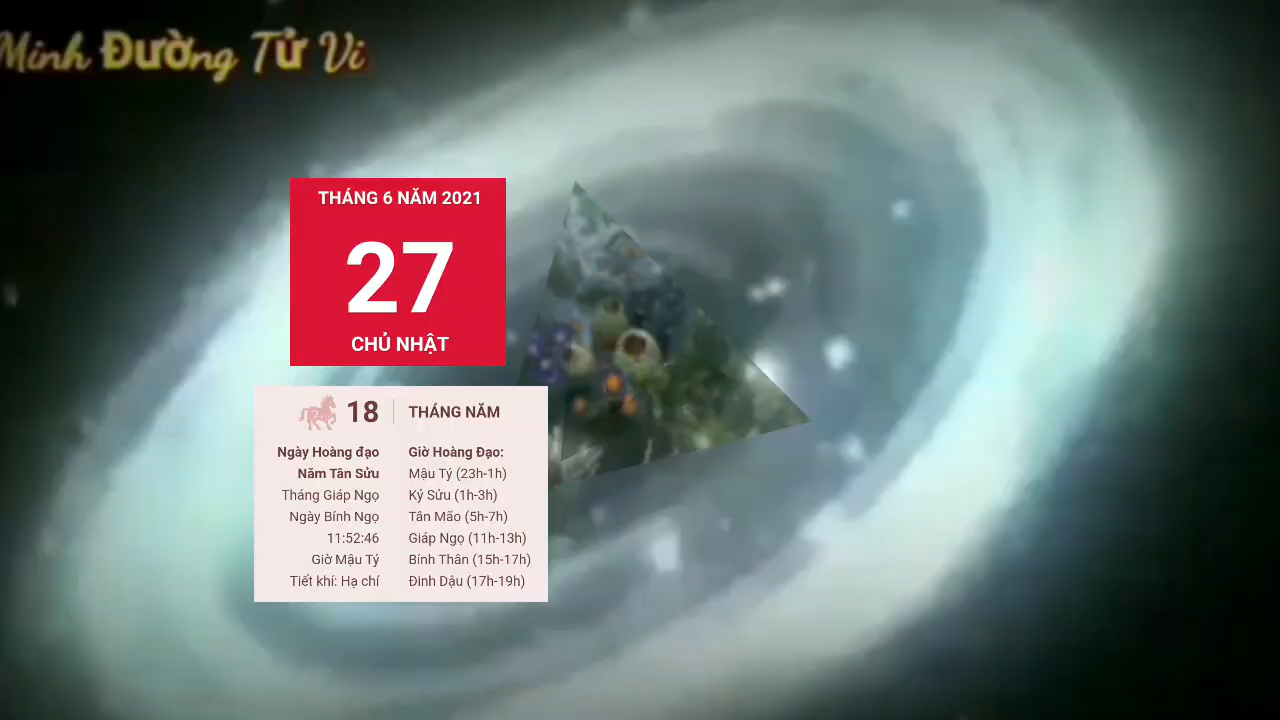 Minh Đường Tử Vi
THÁNG 6 NĂM 2021
27
CHỦ NHẬT
18
THÁNG NĂM
Ngày Hoàng đạo
Năm Tân Sửu
Tháng Giáp Ngọ
Ngày Bính Ngọ
11:52:46
Giờ Mậu Tý
Tiết khí: Hạ chí
Giờ Hoàng Đạo:
Mậu Tý (23h-1h)
Kỷ Sửu (1h-3h)
Tân Mão (5h-7h)
Giáp Ngọ (11h-13h)
Bính Thân (15h-17h)
Đinh Dậu (17h-19h)